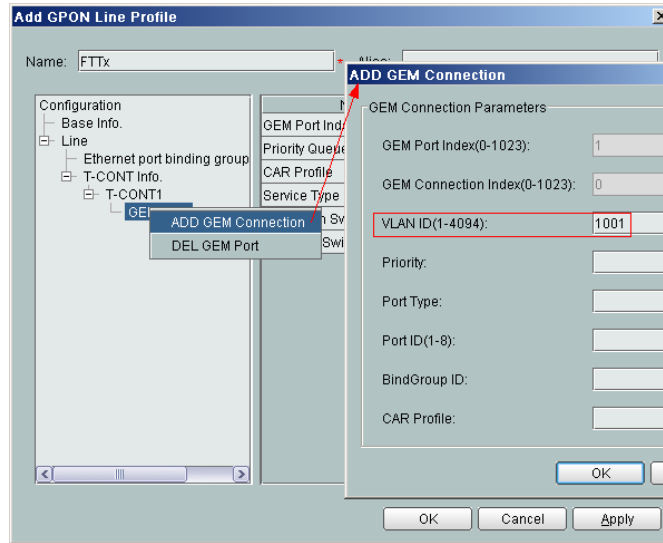 Add GPON Line Profile
Name: FTTx *
ADD GEM Connection
Configuration
Base Info.
Line
Ethernet port binding group
T-CONT Info.
T-CONT1
ADD GEM Connection
DEL GEM Port
GEM Port
Priority Queue
CAR Profile
Service Type
GEM Connection Parameters
GEM Port Index(0-1023): 1
GEM Connection Index(0-1023): 0
VLAN ID(1-4094): 1001
Priority:
Port Type:
Port ID(1-8):
BindGroup ID:
CAR Profile:
OK
OK Cancel Apply